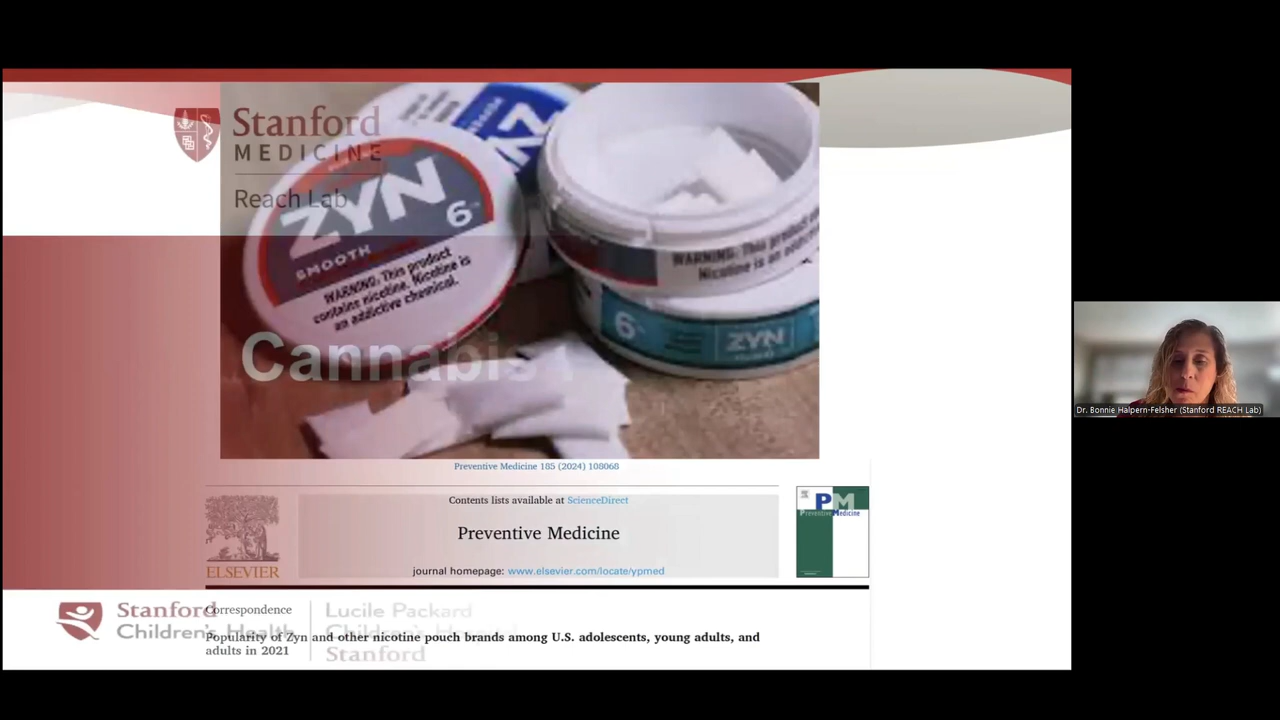 Stanford
MEDICINE
Reach Lab
ZYN
6
SMOOTH
WARNING: This product
contains nicotine. Nicotine is
an addictive chemical.
WARNING: This product
Nicotine is an
6
ZYN
Cannabis
Preventive Medicine 185 (2024) 108068
Contents lists available at ScienceDirect
Preventive Medicine
journal homepage: www.elsevier.com/locate/ypmed
ELSEVIER
PM
Preventive Medicine
Correspondence
Popularity of Zyn and other nicotine pouch brands among U.S. adolescents, young adults, and
adults in 2021
Stanford
Children's Health
Lucile Packard
Children's Hospital
Stanford
Dr. Bonnie Halpern-Felsher (Stanford REACH Lab)